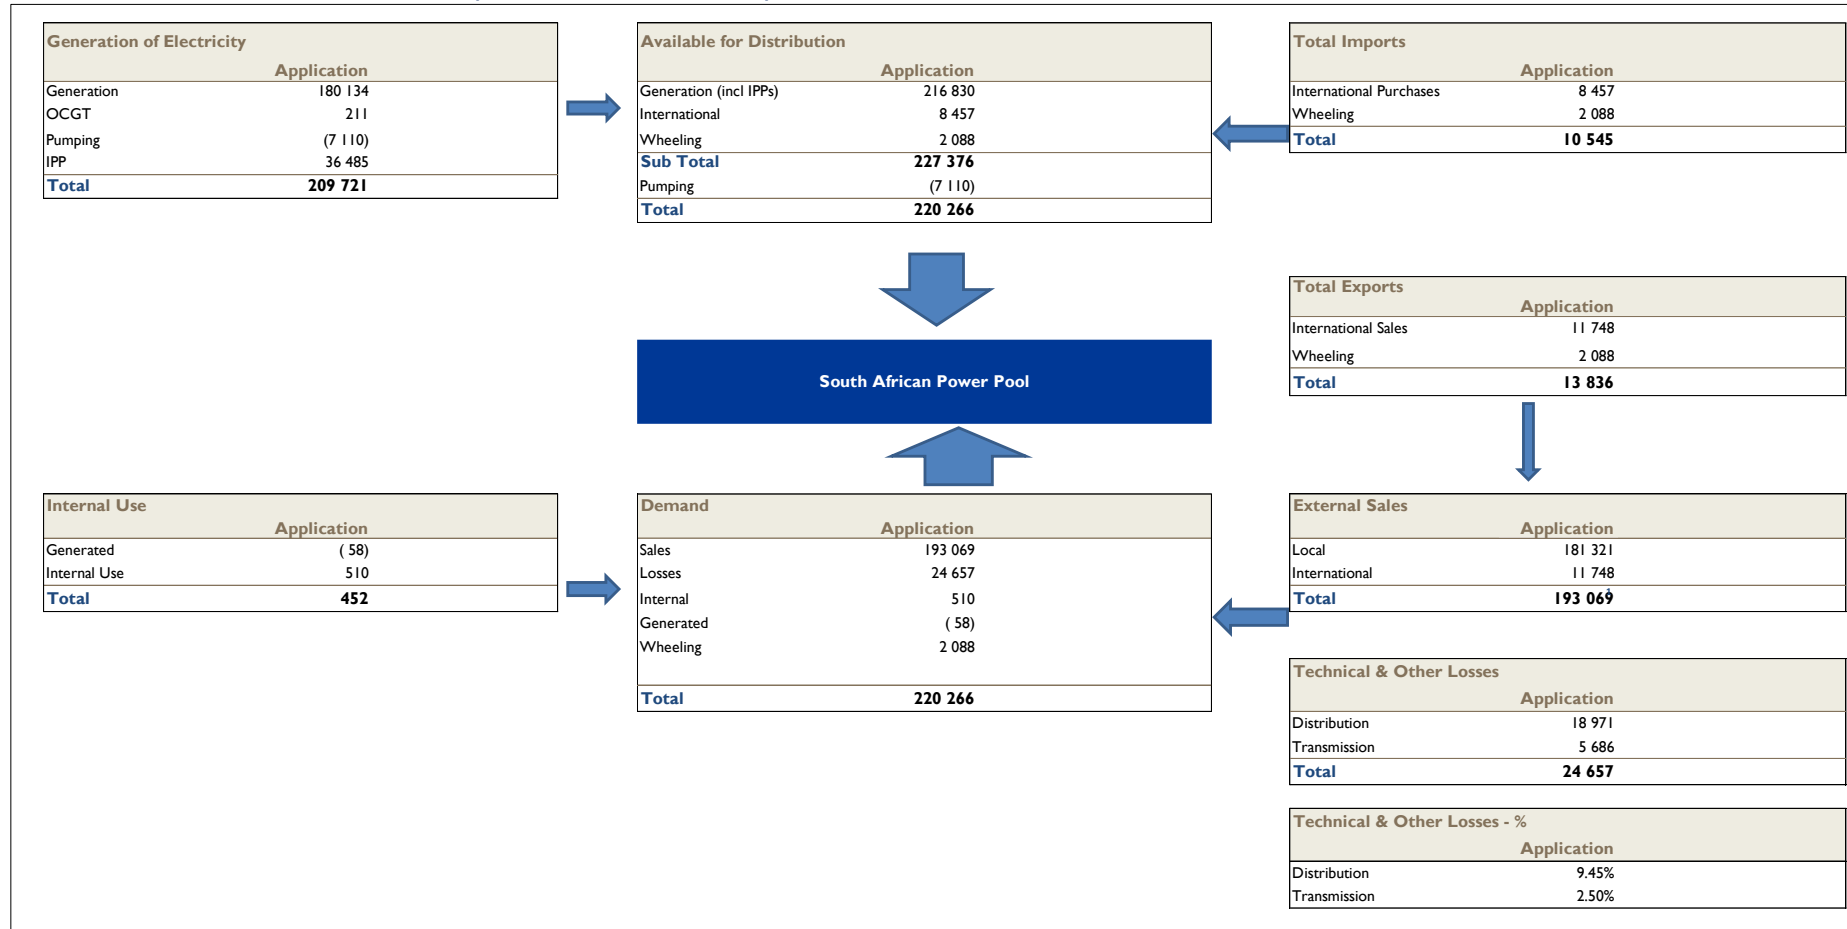 Generation of Electricity
Application
Generation 180 134
OCGT 211
Pumping (7 110)
IPP 36 485
Total 209 721
Available for Distribution
Application
Generation (incl IPPs) 216 830
International 8 457
Wheeling 2 088
Sub Total 227 376
Pumping (7 110)
Total 220 266
Total Imports
Application
International Purchases 8 457
Wheeling 2 088
Total 10 545
Total Exports
Application
International Sales 11 748
Wheeling 2 088
Total 13 836
South African Power Pool
Internal Use
Application
Generated ( 58)
Internal Use 510
Total 452
Demand
Application
Sales 193 069
Losses 24 657
Internal 510
Generated ( 58)
Wheeling 2 088
Total 220 266
External Sales
Application
Local 181 321
International 11 748
Total 193 069
Technical & Other Losses
Application
Distribution 18 971
Transmission 5 686
Total 24 657
Technical & Other Losses - %
Application
Distribution 9.45%
Transmission 2.50%